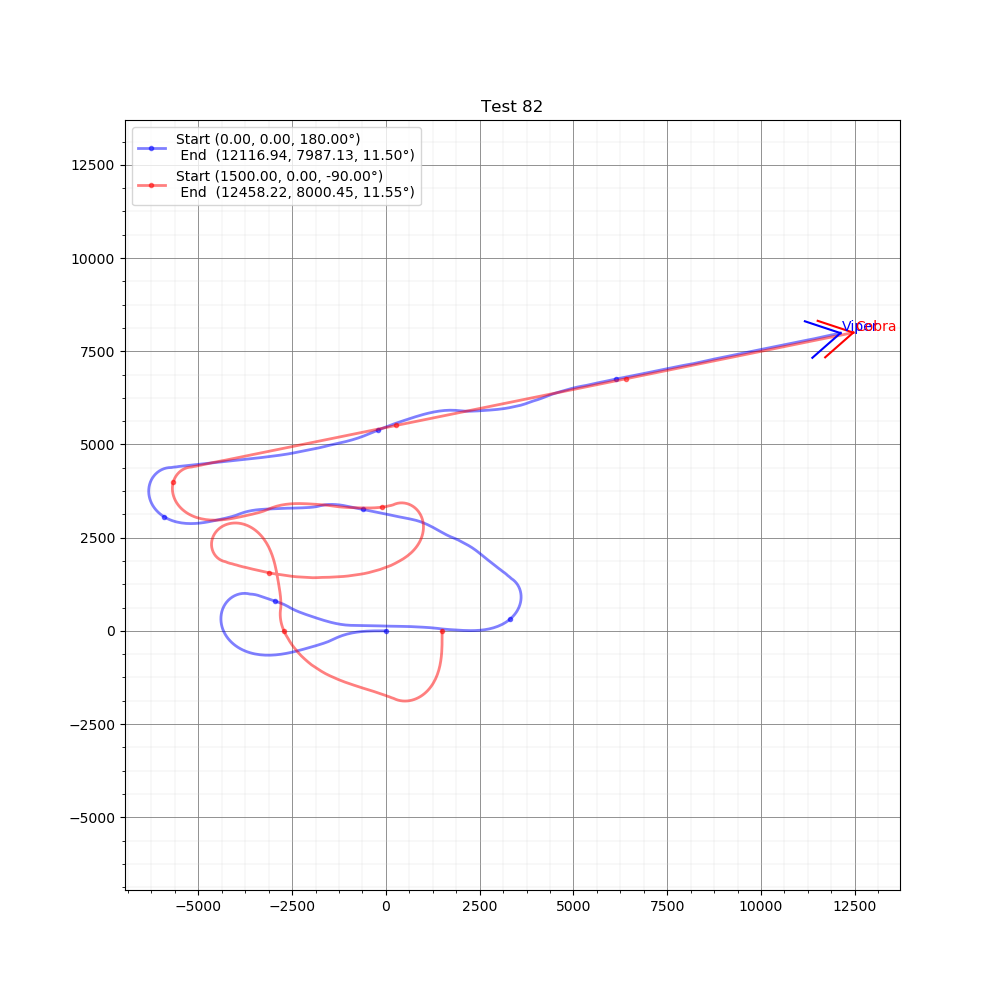 Test 82
Start (0.00, 0.00, 180.00°)
End (12116.94, 7987.13, 11.50°)
Start (1500.00, 0.00, -90.00°)
End (12458.22, 8000.45, 11.55°)
12500
10000
7500
5000
2500
0
−2500
−5000
Viper
Cobra
−5000 −2500 0 2500 5000 7500 10000 12500